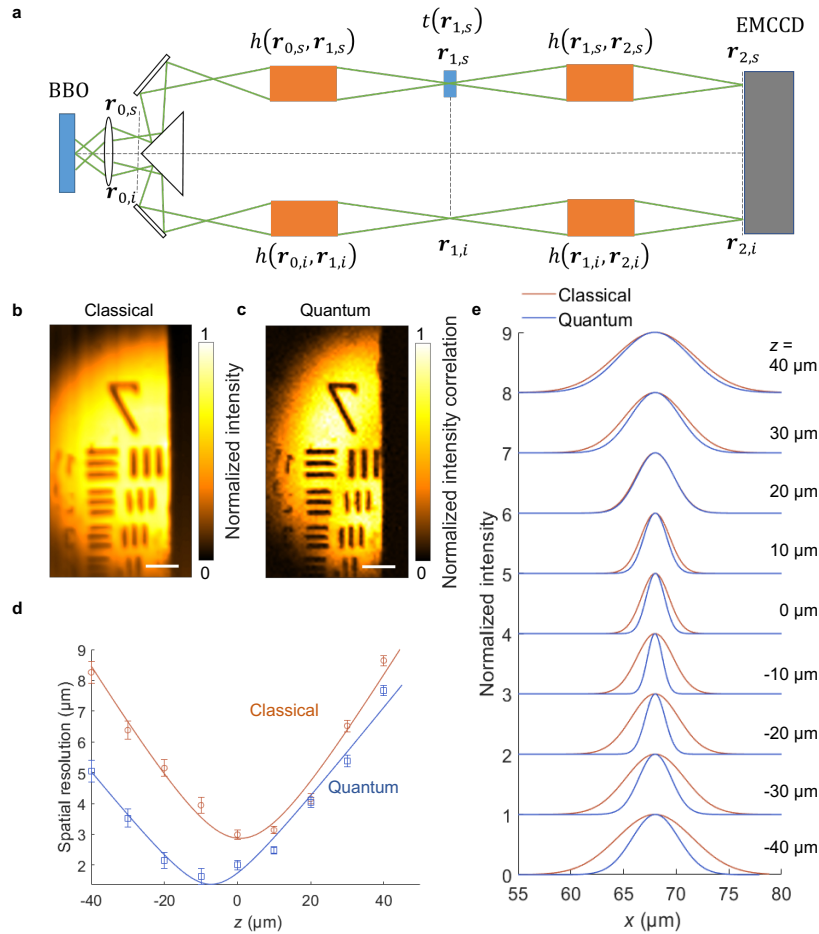 a
t(r1,s)
EMCCD
h(r0,s, r1,s)
r1,s
h(r1,s, r2,s)
r2,s
BBO
r0,s
r0,i
h(r0,i, r1,i)
r1,i
h(r1,i, r2,i)
r2,i
b
Classical
1
Normalized intensity
0
c
Quantum
1
Normalized intensity correlation
0
d
9
8
7
6
5
4
3
2
Spatial resolution (µm)
Classical
Quantum
-40
-20
0
20
40
z (µm)
e
Classical
Quantum
9
8
7
6
5
4
3
2
1
0
Normalized intensity
z =
40 µm
30 µm
20 µm
10 µm
0 µm
-10 µm
-20 µm
-30 µm
-40 µm
55
60
65
70
75
80
x (µm)